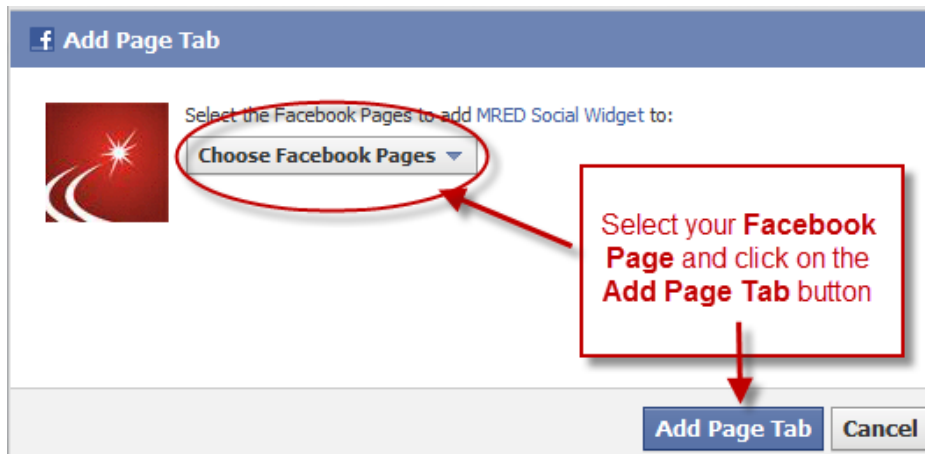 Add Page Tab
Select the Facebook Pages to add MRED Social Widget to:
Choose Facebook Pages
Select your Facebook
Page and click on the
Add Page Tab button
Add Page Tab
Cancel